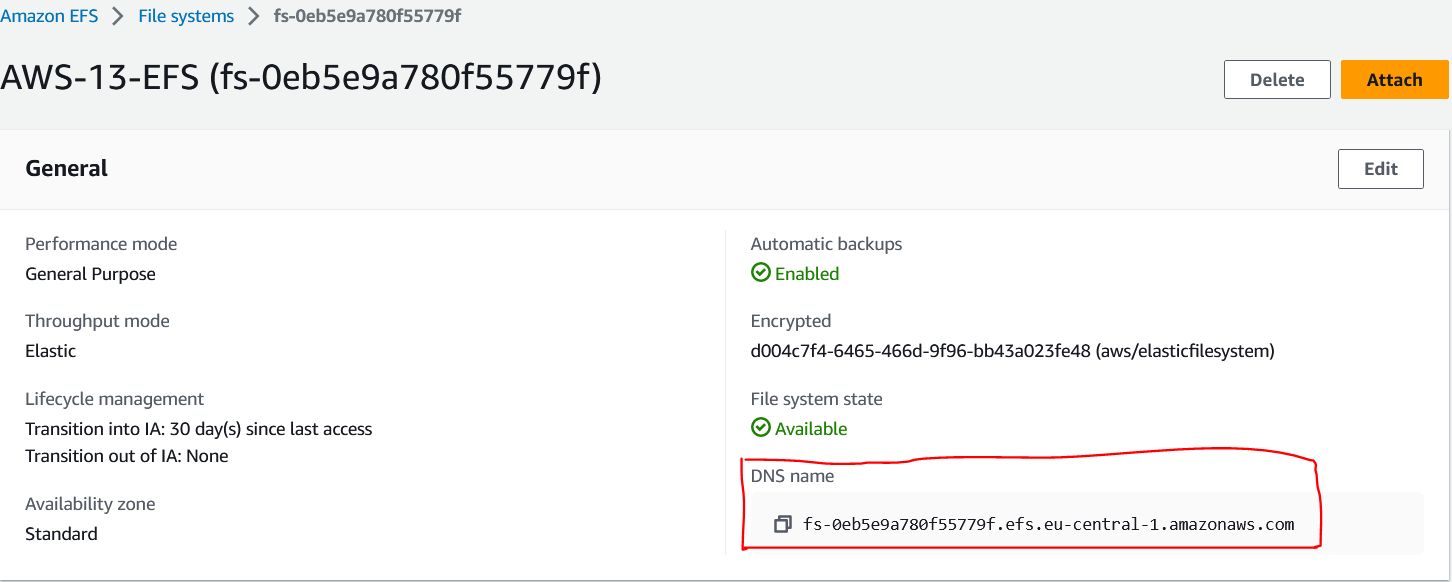 Amazon EFS > File systems > fs-0eb5e9a780f55779f
AWS-13-EFS (fs-0eb5e9a780f55779f)
Delete
Attach
General
Edit
Performance mode
General Purpose
Throughput mode
Elastic
Lifecycle management
Transition into IA: 30 day(s) since last access
Transition out of IA: None
Availability zone
Standard
Automatic backups
Enabled
Encrypted
d004c7f4-6465-466d-9f96-bb43a023fe48 (aws/elasticfilesystem)
File system state
Available
DNS name
fs-0eb5e9a780f55779f.efs.eu-central-1.amazonaws.com